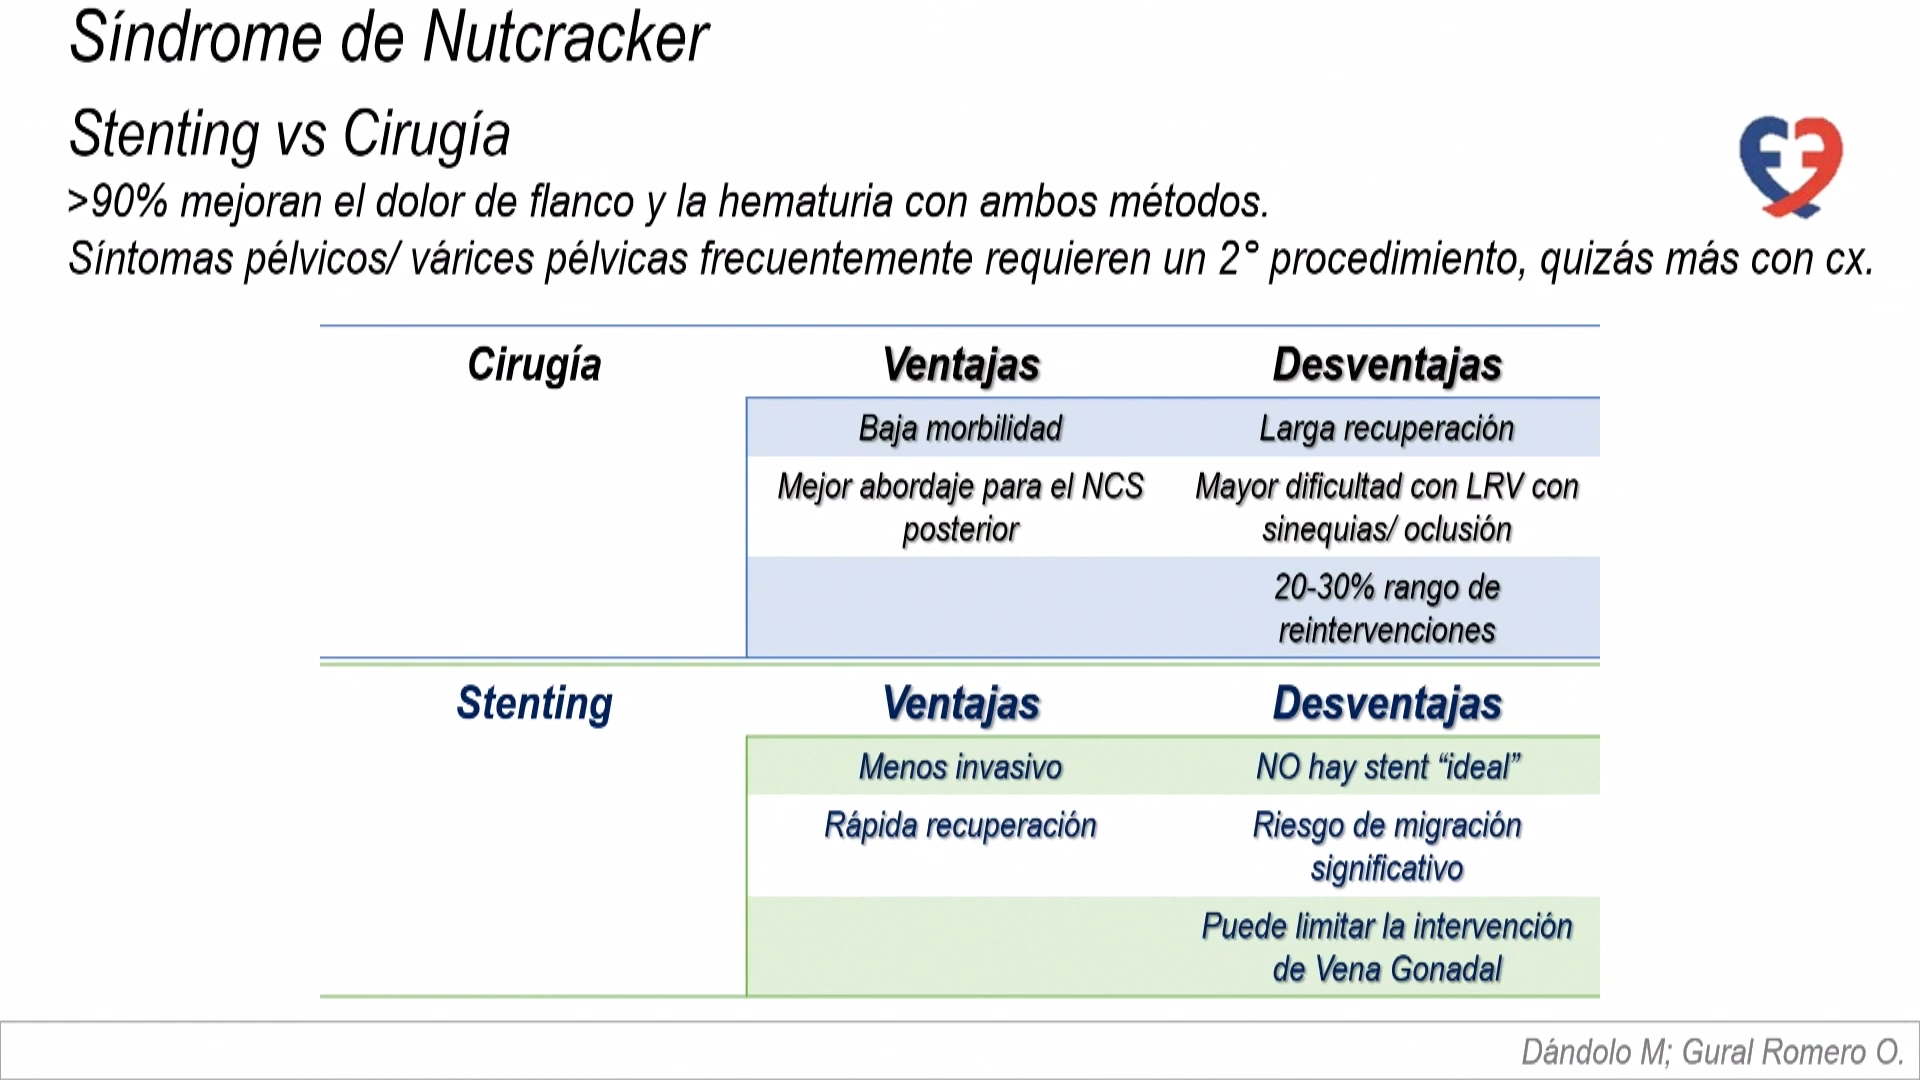 Síndrome de Nutcracker
Stenting vs Cirugía
>90% mejoran el dolor de flanco y la hematuria con ambos métodos.
Síntomas pélvicos/ várices pélvicas frecuentemente requieren un 2° procedimiento, quizás más con cx.
Cirugía Ventajas Desventajas
Baja morbilidad Larga recuperación
Mejor abordaje para el NCS Mayor dificultad con LRV con
posterior sinequias/ oclusión
20-30% rango de
reintervenciones
Stenting Ventajas Desventajas
Menos invasivo NO hay stent “ideal”
Rápida recuperación Riesgo de migración
significativo
Puede limitar la intervención
de Vena Gonadal
Dándolo M; Gural Romero O.